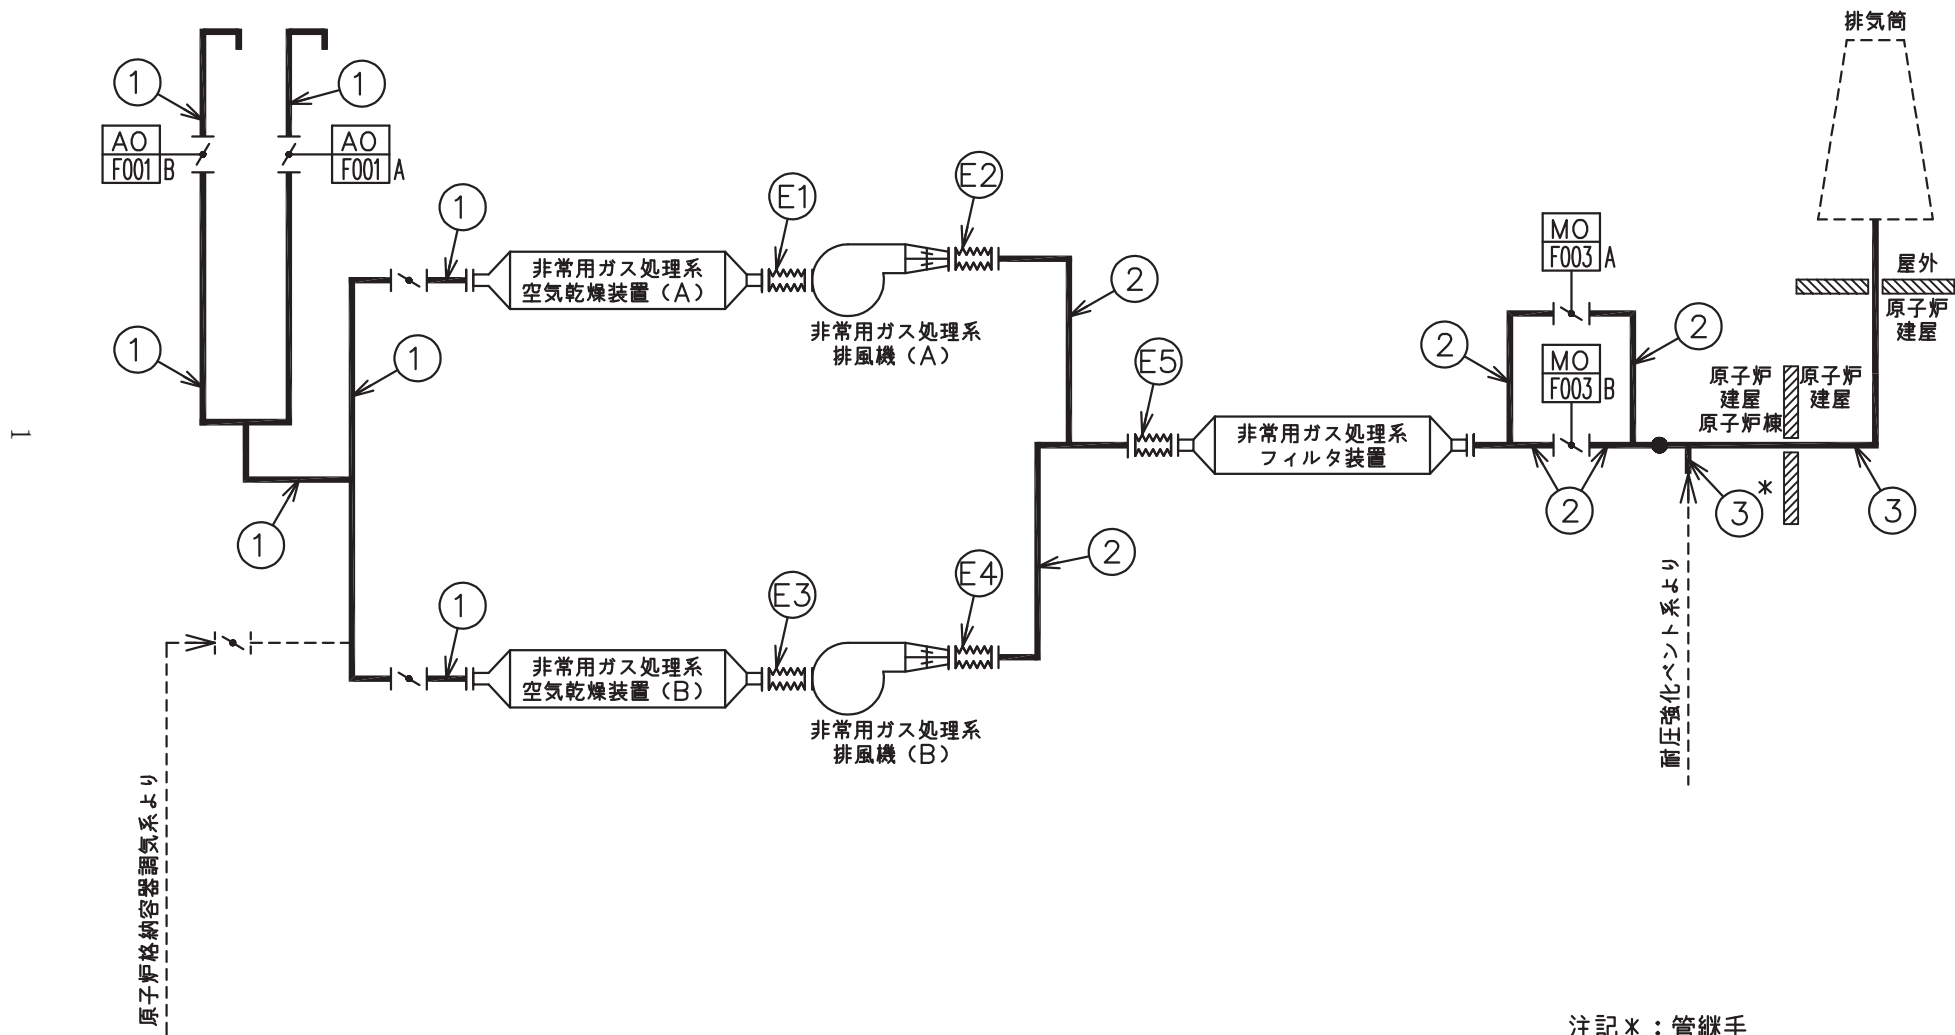 排気筒
1
1
AO
F001 B
AO
F001 A
1
E1
E2
非常用ガス処理系
空気乾燥装置（A）
非常用ガス処理系
排風機（A）
2
MO
F003 A
屋外
原子炉
建屋
1
1
E5
2
2
MO
F003 B
原子炉
建屋
原子炉棟
原子炉
建屋
1
非常用ガス処理系
フィルタ装置
1
2
3*
3
2
1
E3
E4
非常用ガス処理系
空気乾燥装置（B）
非常用ガス処理系
排風機（B）
耐圧強化ベント系より
原子炉格納容器調気系より
注記*：管継手